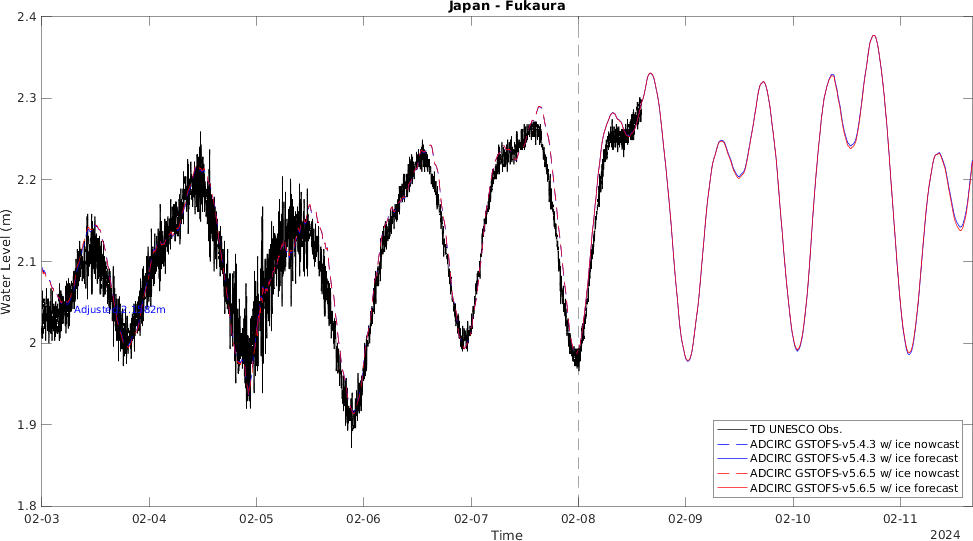 Japan - Fukaura
Water Level (m)
2.4
2.3
2.2
2.1
2
1.9
1.8
TD UNESCO Obs.
ADCIRC GSTOFS-v5.4.3 w/ ice nowcast
ADCIRC GSTOFS-v5.4.3 w/ ice forecast
ADCIRC GSTOFS-v5.6.5 w/ ice nowcast
ADCIRC GSTOFS-v5.6.5 w/ ice forecast
02-03 02-04 02-05 02-06 02-07 02-08 02-09 02-10 02-11
Time
2024